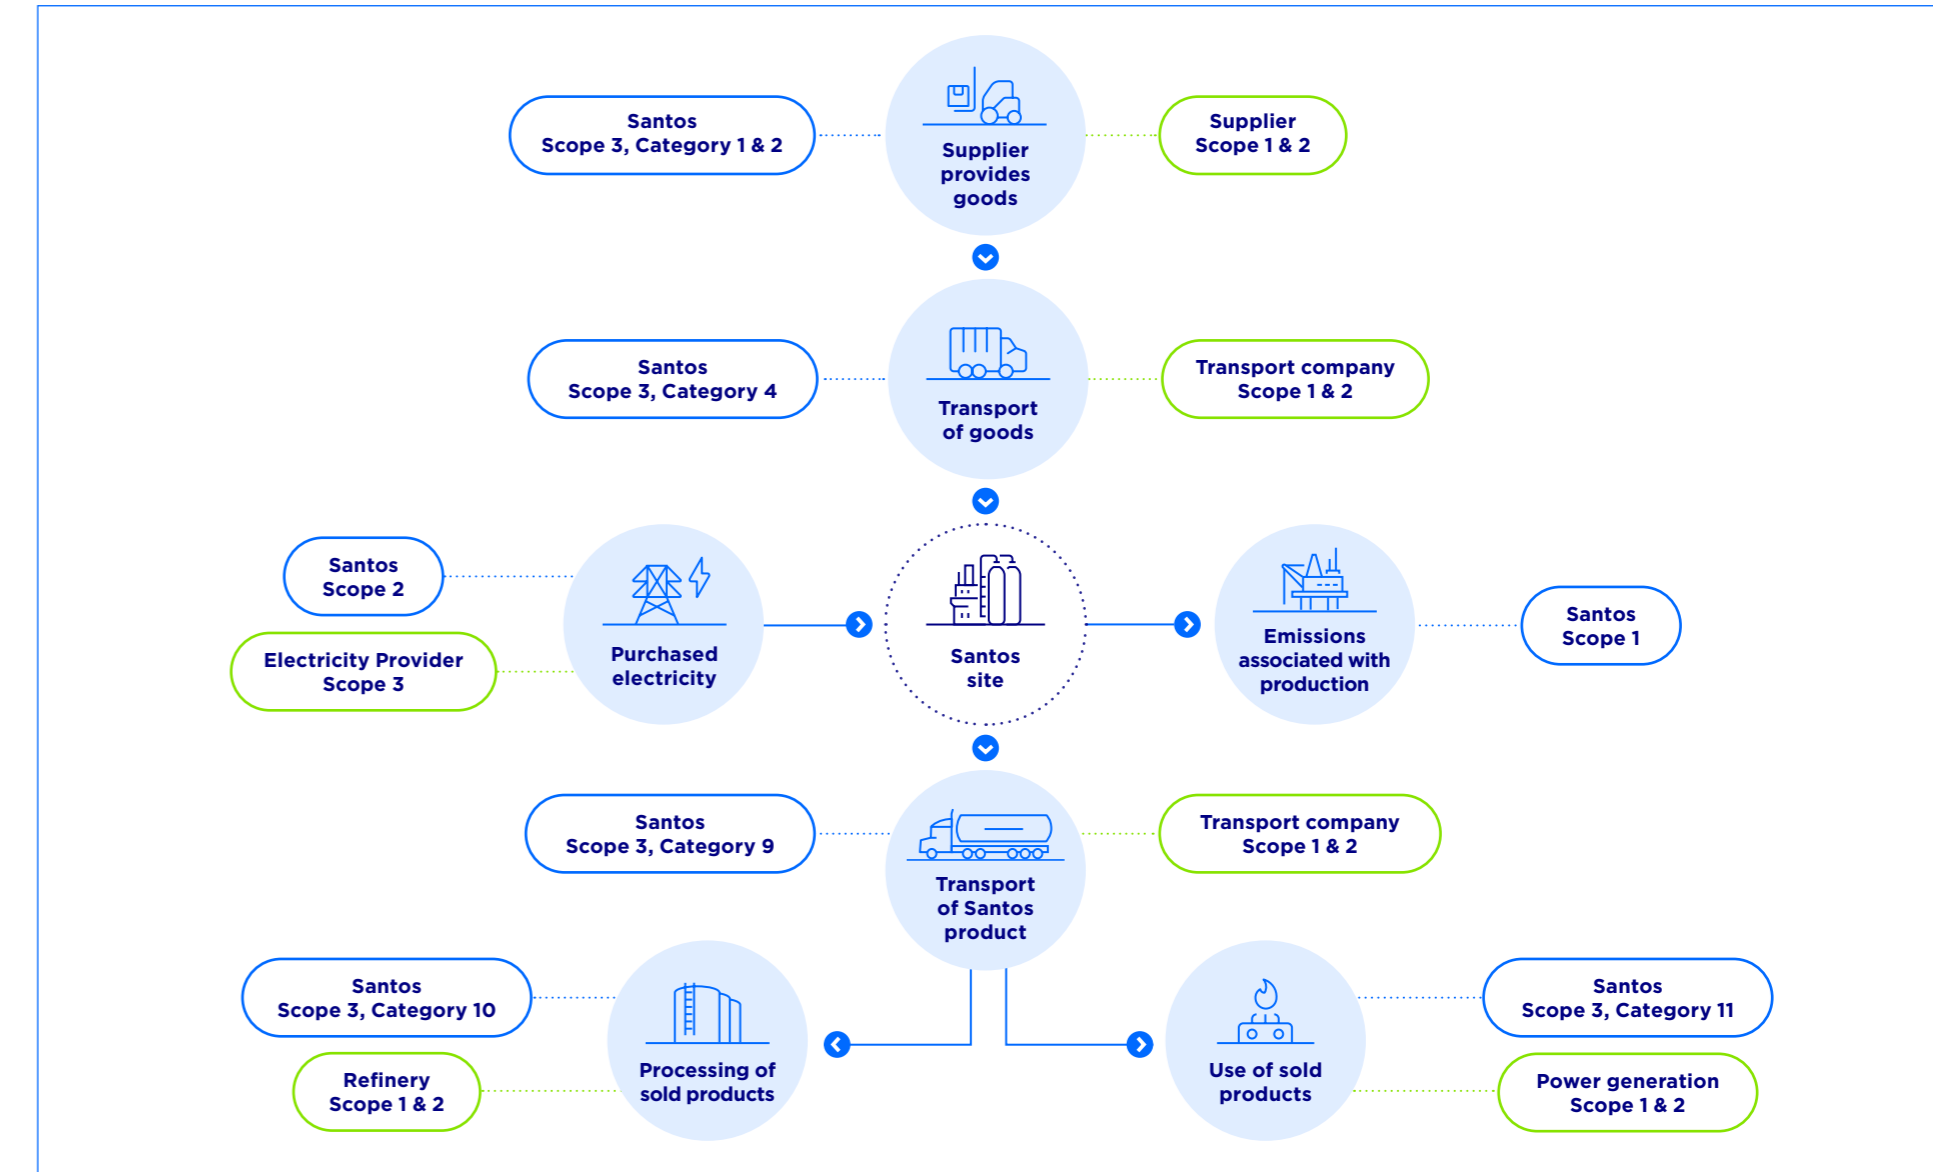 Santos
Scope 3, Category 1 & 2
Supplier
provides
goods
Supplier
Scope 1 & 2
Santos
Scope 3, Category 4
Transport
of goods
Transport company
Scope 1 & 2
Santos
Scope 2
Electricity Provider
Scope 3
Purchased
electricity
Santos
site
Emissions
associated with
production
Santos
Scope 1
Santos
Scope 3, Category 9
Transport
of Santos
product
Transport company
Scope 1 & 2
Santos
Scope 3, Category 10
Refinery
Scope 1 & 2
Processing of
sold products
Use of sold
products
Santos
Scope 3, Category 11
Power generation
Scope 1 & 2